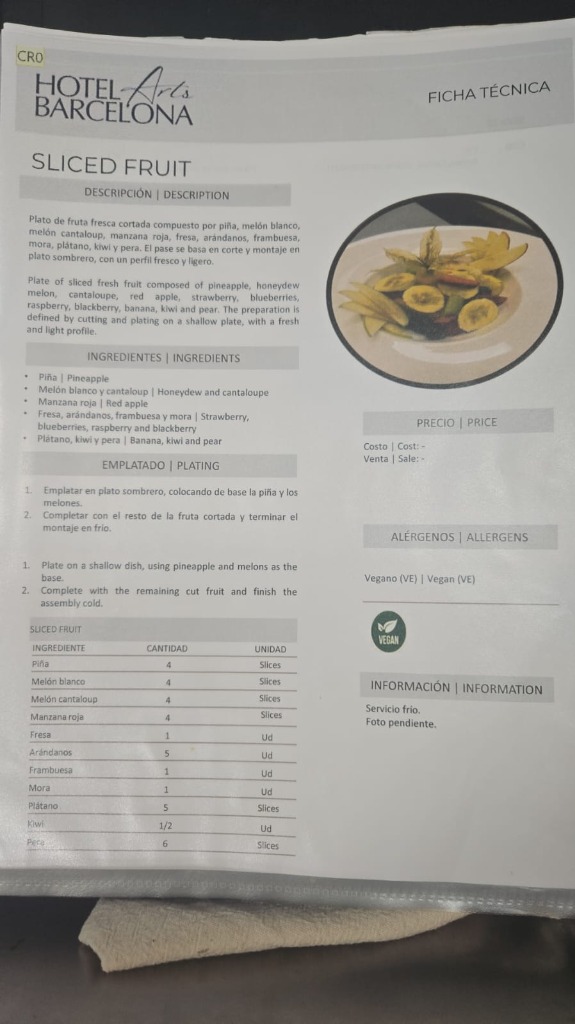 CRO
HOTEL Arts
BARCELONA
FICHA TÉCNICA
SLICED FRUIT
DESCRIPCIÓN | DESCRIPTION
Plato de fruta fresca cortada compuesto por piña, melón blanco,
melón cantaloup, manzana roja, fresa, arándanos, frambuesa,
mora, plátano, kiwi y pera. El pase se basa en corte y montaje en
plato sombrero, con un perfil fresco y ligero.
Plate of sliced fresh fruit composed of pineapple, honeydew
melon, cantaloupe, red apple, strawberry, blueberries,
raspberry, blackberry, banana, kiwi and pear. The preparation is
defined by cutting and plating on a shallow plate, with a fresh
and light profile.
INGREDIENTES | INGREDIENTS
• Piña | Pineapple
• Melón blanco y cantaloup | Honeydew and cantaloupe
• Manzana roja | Red apple
• Fresa, arándanos, frambuesa y mora | Strawberry,
blueberries, raspberry and blackberry
• Plátano, kiwi y pera | Banana, kiwi and pear
EMPLATADO | PLATING
1. Emplatar en plato sombrero, colocando de base la piña y los
melones.
2. Completar con el resto de la fruta cortada y terminar el
montaje en frío.
1. Plate on a shallow dish, using pineapple and melons as the
base.
2. Complete with the remaining cut fruit and finish the
assembly cold.
SLICED FRUIT
INGREDIENTE CANTIDAD UNIDAD
Piña 4 Slices
Melón blanco 4 Slices
Melón cantaloup 4 Slices
Manzana roja 4 Slices
Fresa 1 Ud
Arándanos 5 Ud
Frambuesa 1 Ud
Mora 1 Ud
Plátano 5 Slices
Kiwi 1/2 Ud
Pera 6 Slices
PRECIO | PRICE
Costo | Cost: -
Venta | Sale: -
ALÉRGENOS | ALLERGENS
Vegano (VE) | Vegan (VE)
VEGAN
INFORMACIÓN | INFORMATION
Servicio frío.
Foto pendiente.